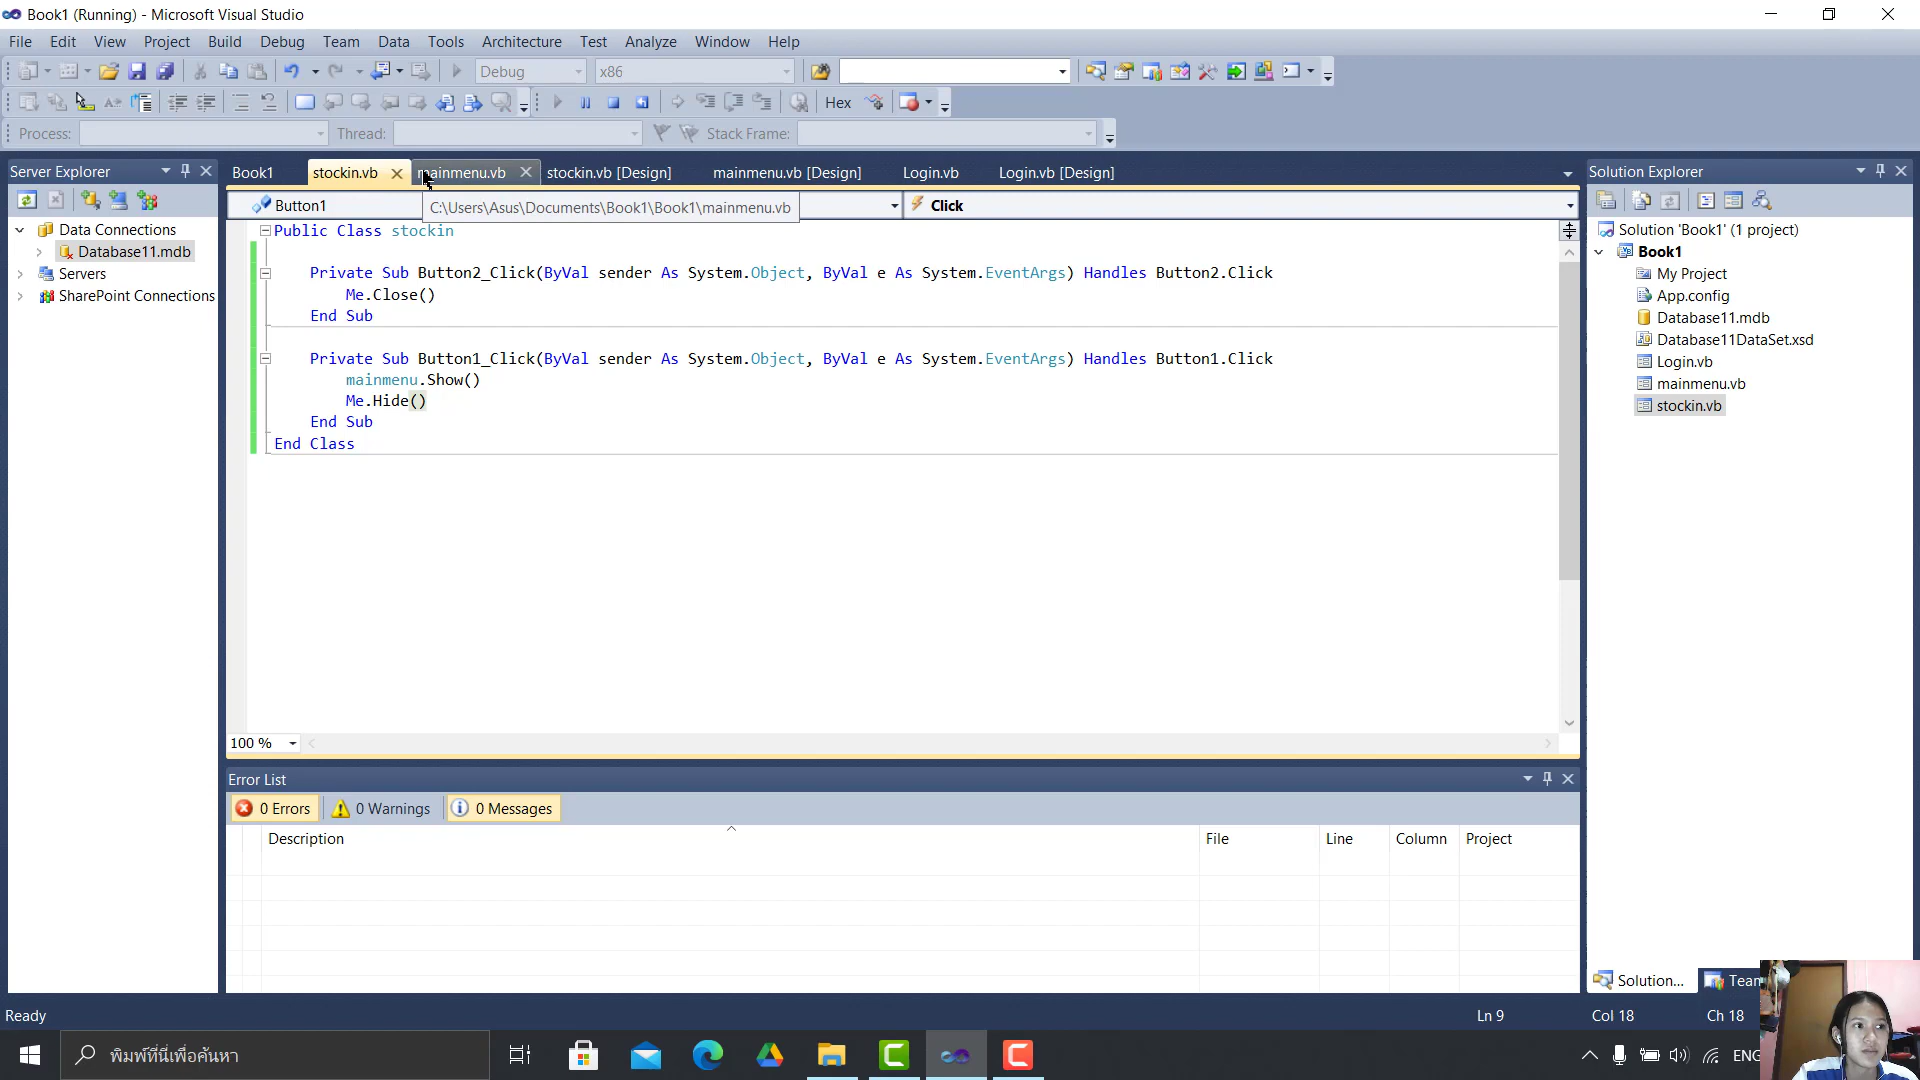 Book1 (Running) - Microsoft Visual Studio
File Edit View Project Build Debug Team Data Tools Architecture Test Analyze Window Help
Debug x86
Hex
Process: Thread: Stack Frame:
Server Explorer
Data Connections
Database11.mdb
Servers
SharePoint Connections
Book1 stockin.vb mainmenu.vb stockin.vb [Design] mainmenu.vb [Design] Login.vb Login.vb [Design]
Button1 Click
C:\Users\Asus\Documents\Book1\Book1\mainmenu.vb
Public Class stockin
Private Sub Button2_Click(ByVal sender As System.Object, ByVal e As System.EventArgs) Handles Button2.Click
Me.Close()
End Sub
Private Sub Button1_Click(ByVal sender As System.Object, ByVal e As System.EventArgs) Handles Button1.Click
mainmenu.Show()
Me.Hide()
End Sub
End Class
100 %
Error List
0 Errors 0 Warnings 0 Messages
Description File Line Column Project
Solution Explorer
Solution 'Book1' (1 project)
Book1
My Project
App.config
Database11.mdb
Database11DataSet.xsd
Login.vb
mainmenu.vb
stockin.vb
Solution... Team
Ready Ln 9 Col 18 Ch 18
พิมพ์ที่นี่เพื่อค้นหา
ENG